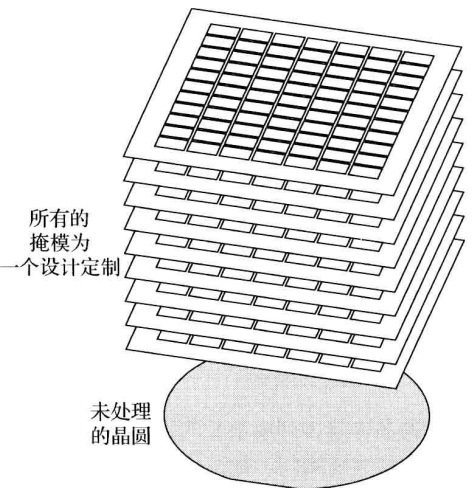 所有的
掩模为
一个设计定制
未处理
的晶圆